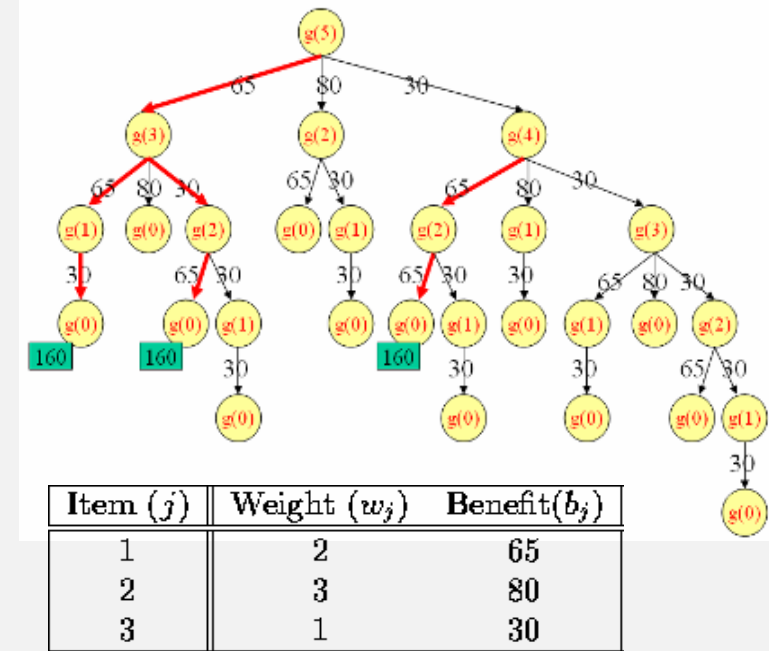 g(5)
65 80 30
g(3) g(2) g(4)
65 80 30 65 30 65 80 30
g(1) g(0) g(2) g(0) g(1) g(2) g(1) g(3)
30 65 30 30 65 30 30 65 80 30
g(0) g(0) g(1) g(0) g(0) g(1) g(0) g(1) g(0) g(2)
160 160 160
30 30 30 65 30
g(0) g(0) g(0) g(0) g(1)
30
g(0)
Item (j) Weight (wj) Benefit(bj)
1 2 65
2 3 80
3 1 30